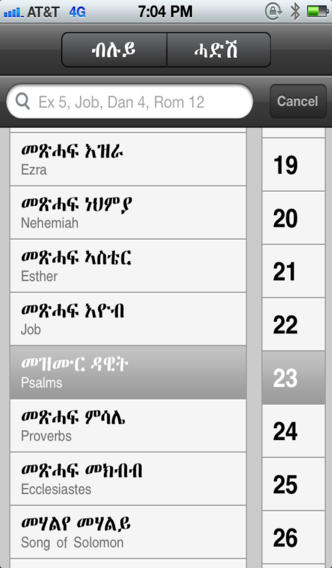 AT&T 4G 7:04 PM
ብሉይ ሓድሽ
Ex 5, Job, Dan 4, Rom 12 Cancel
መጽሓፍ እዝራ
Ezra
19
መጽሓፍ ነህምያ
Nehemiah
20
መጽሓፍ ኣስቴር
Esther
21
መጽሓፍ እዮብ
Job
22
መዝሙር ዳዊት
Psalms
23
መጽሓፍ ምሳሌ
Proverbs
24
መጽሓፍ መክብብ
Ecclesiastes
25
መሃልየ መሃልይ
Song of Solomon
26